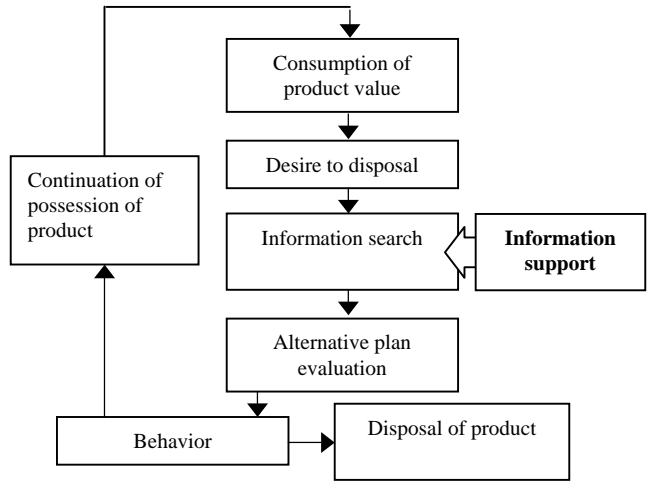 Consumption of
product value
Desire to disposal
Continuation of
possession of
product
Information search
Information
support
Alternative plan
evaluation
Behavior
Disposal of product